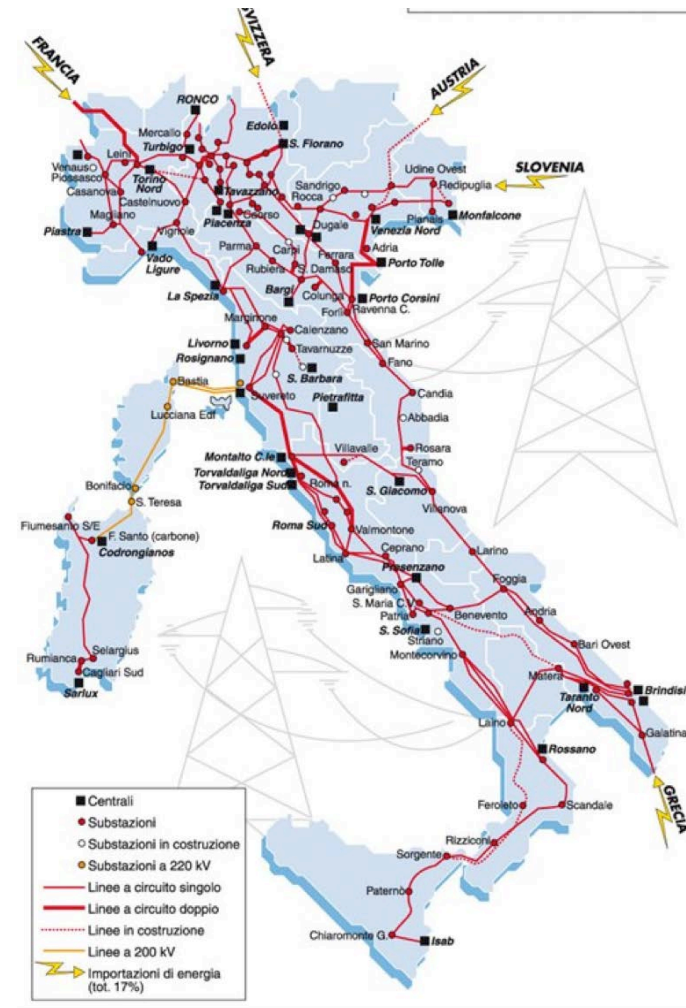 FRANCIA
SVIZZERA
AUSTRIA
SLOVENIA
GRECIA
RONCO
Mercallo
Turbigo
Edolo
S. Fiorano
Leini
Venaus
Piossasco
Torino
Nord
Casanova
Castelnuovo
Magliano
Piastra
Vignole
Vado
Ligure
Tavazzano
Caorso
Piacenza
Parma
Carpi
Rubiera
S. Damaso
Ferrara
Dugale
Sandrigo
Rocca
Udine Ovest
Redipuglia
Planais
Monfalcone
Venezia Nord
Adria
Porto Tolle
Porto Corsini
Ravenna C.
Forlì
Colunga
Bargi
La Spezia
Marginone
Calenzano
Livorno
Tavarnuzze
Rosignano
S. Barbara
San Marino
Fano
Pietrafitta
Candia
Abbadia
Bastia
Lucciana Edf
Suvereto
Montalto C.le
Villavalle
Rosara
Teramo
Torvaldaliga Nord
Torvaldaliga Sud
Roma n.
S. Giacomo
Villanova
Bonifacio
S. Teresa
Fiumesanto S/E
F. Santo (carbone)
Codrongianos
Roma Sud
Valmontone
Latina
Ceprano
Larino
Presenzano
Garigliano
S. Maria C.V.
Foggia
Patria
Benevento
Andria
S. Sofia
Striano
Bari Ovest
Montecorvino
Selargius
Rumianca
Cagliari Sud
Sarlux
Matera
Taranto
Nord
Brindisi
Laino
Galatina
Rossano
Feroleto
Scandale
Rizziconi
Sorgente
Paternò
Chiaromonte G.
Isab
Centrali
Substazioni
Substazioni in costruzione
Substazioni a 220 kV
Linee a circuito singolo
Linee a circuito doppio
Linee in costruzione
Linee a 200 kV
Importazioni di energia
(tot. 17%)